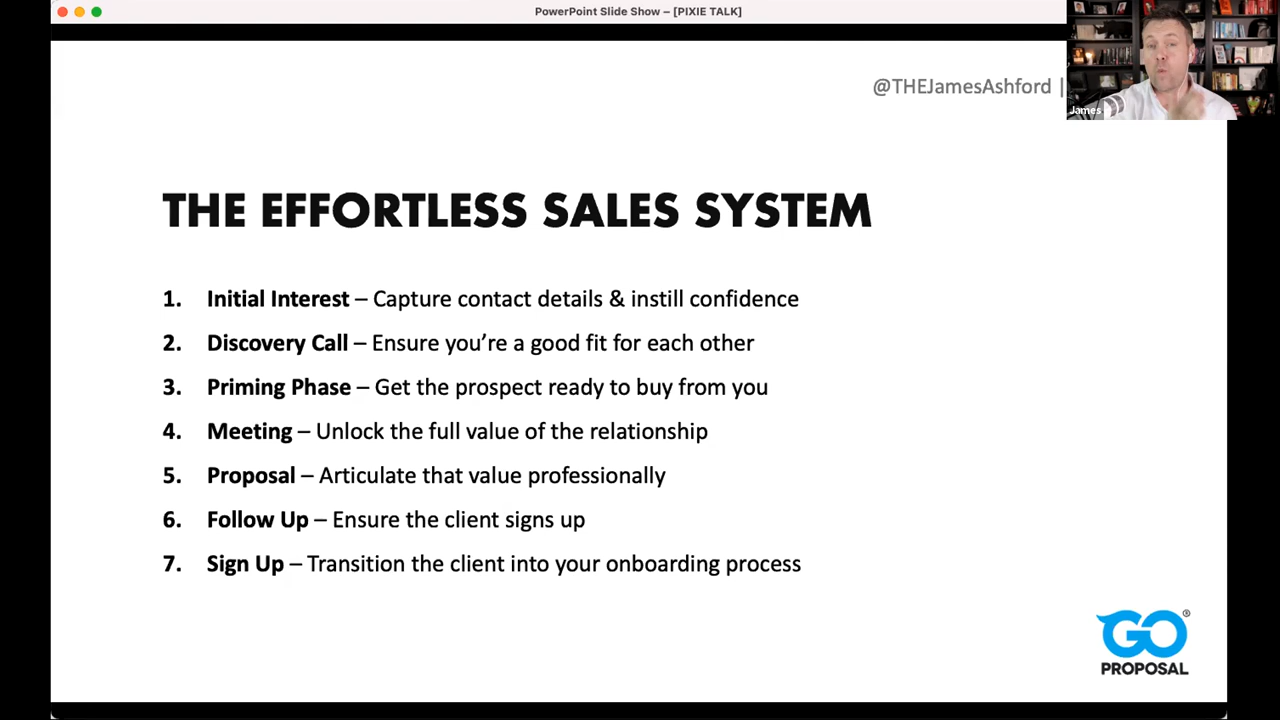 PowerPoint Slide Show – [PIXIE TALK]
@THEJamesAshford |
James
THE EFFORTLESS SALES SYSTEM
1. Initial Interest – Capture contact details & instill confidence
2. Discovery Call – Ensure you’re a good fit for each other
3. Priming Phase – Get the prospect ready to buy from you
4. Meeting – Unlock the full value of the relationship
5. Proposal – Articulate that value professionally
6. Follow Up – Ensure the client signs up
7. Sign Up – Transition the client into your onboarding process
GO®
PROPOSAL